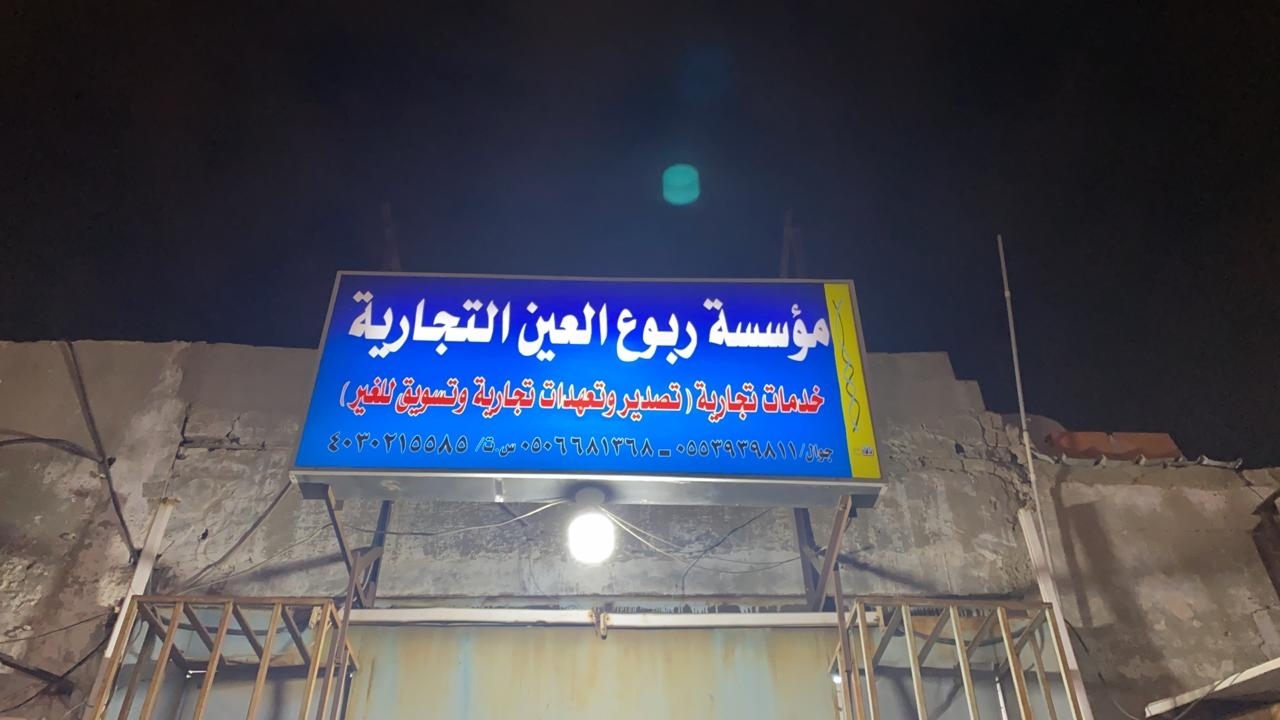 مؤسسة ربوع العين التجارية
خدمات تجارية ( تصدير وتعهدات تجارية وتسويق للغير )
جوال/ ٠٥٥٣٩٣٩٨١١ - ٠٥٠٦٦٨١٣٦٨ س.ت/ ٤٠٣٠٢١٥٥٨٥